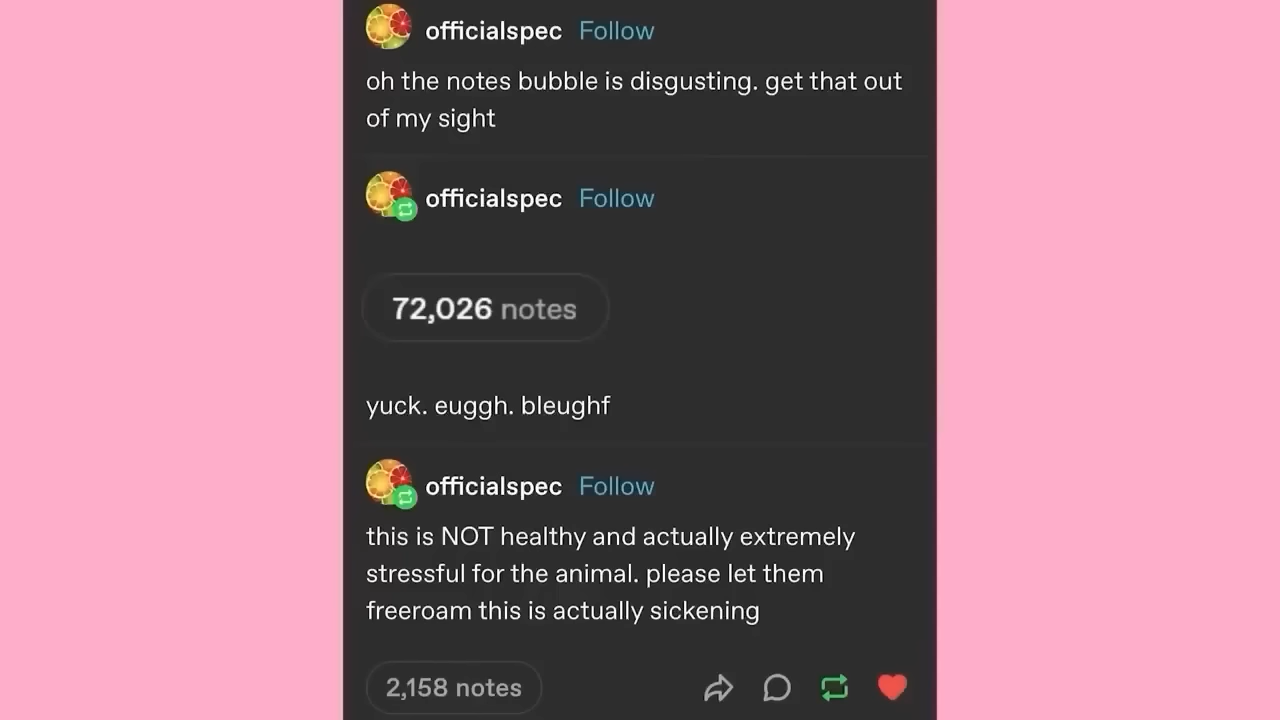 officialspec Follow
oh the notes bubble is disgusting. get that out
of my sight
officialspec Follow
72,026 notes
yuck. euggh. bleughf
officialspec Follow
this is NOT healthy and actually extremely
stressful for the animal. please let them
freeroam this is actually sickening
2,158 notes